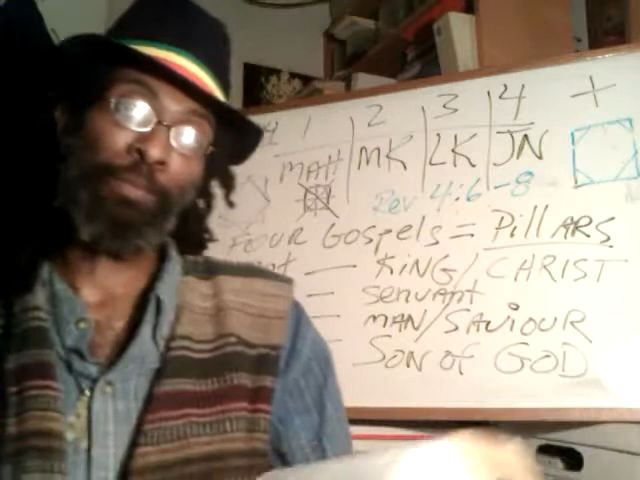 1 2 3 4 +
MATT MK LK JN
Rev 4:6-8
FOUR GOSPELS = PILLARS
— KING/CHRIST
— servant
— MAN/SAVIOUR
— SON of GOD